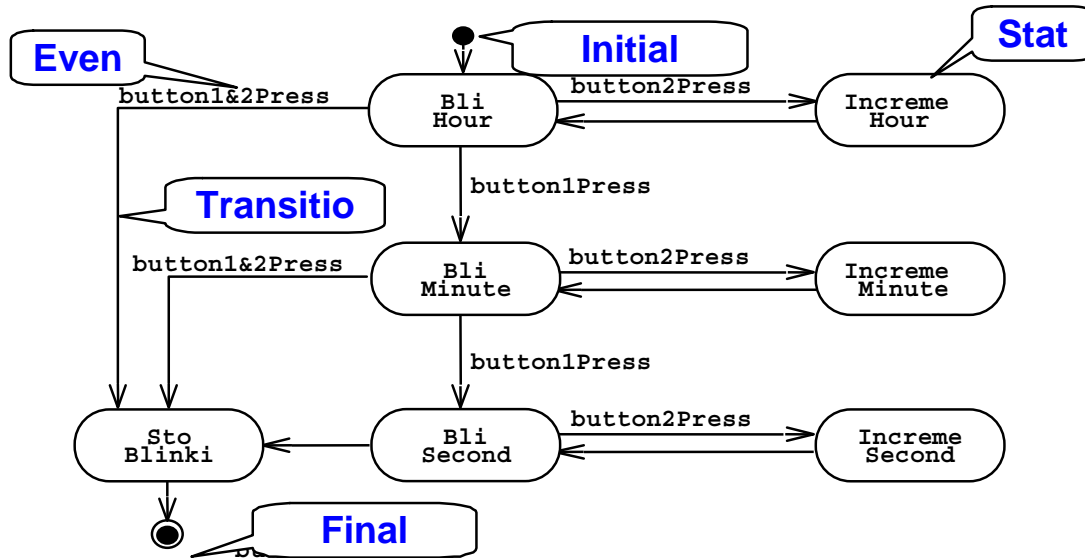 Even
Initial
Stat
button1&2Press
Bli
Hour
button2Press
Increme
Hour
button1Press
Transitio
button1&2Press
Bli
Minute
button2Press
Increme
Minute
button1Press
Sto
Blinki
Bli
Second
button2Press
Increme
Second
Final